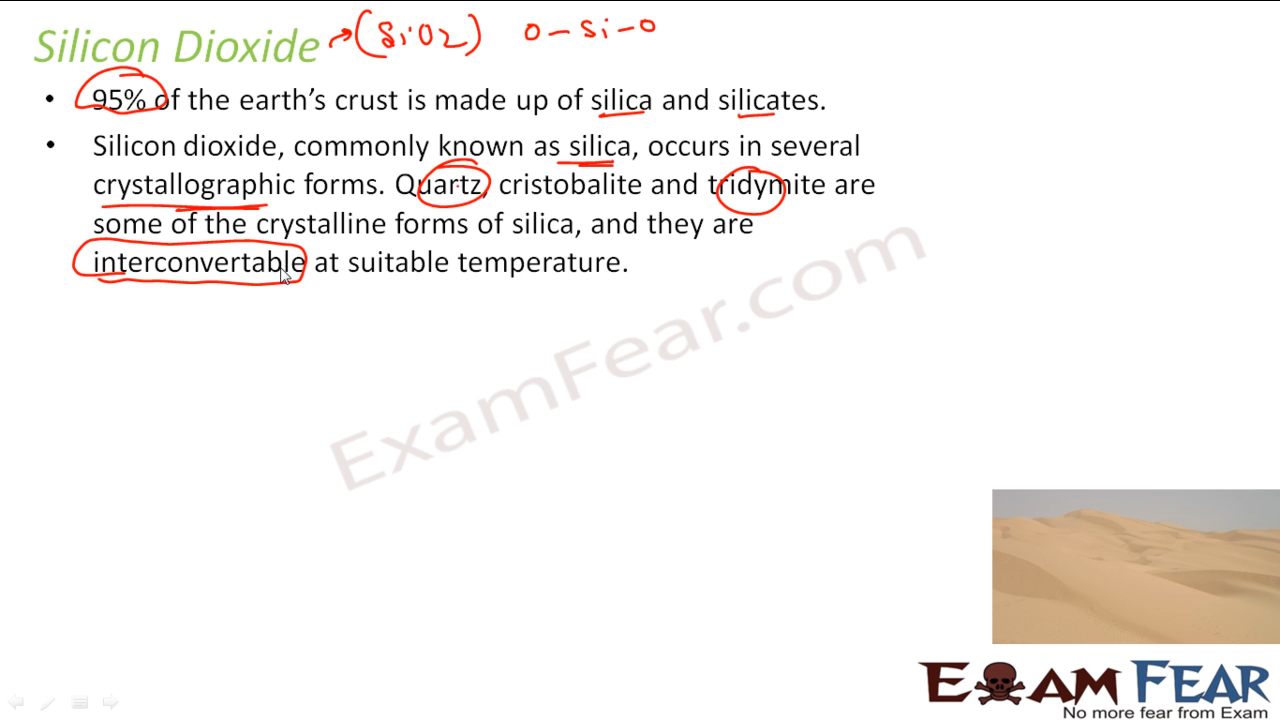 Silicon Dioxide → (SiO2) O-Si-O
• 95% of the earth’s crust is made up of silica and silicates.
• Silicon dioxide, commonly known as silica, occurs in several
crystallographic forms. Quartz, cristobalite and tridymite are
some of the crystalline forms of silica, and they are
interconvertable at suitable temperature.
ExamFear.com
EXAM FEAR
No more fear from Exam